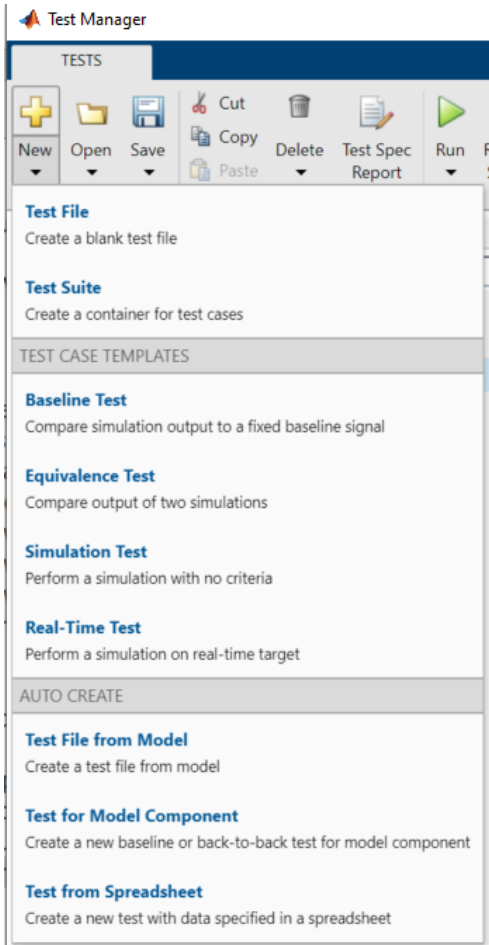 Test Manager
TESTS
New
Open
Save
Cut
Copy
Paste
Delete
Test Spec
Report
Run
Test File
Create a blank test file
Test Suite
Create a container for test cases
TEST CASE TEMPLATES
Baseline Test
Compare simulation output to a fixed baseline signal
Equivalence Test
Compare output of two simulations
Simulation Test
Perform a simulation with no criteria
Real-Time Test
Perform a simulation on real-time target
AUTO CREATE
Test File from Model
Create a test file from model
Test for Model Component
Create a new baseline or back-to-back test for model component
Test from Spreadsheet
Create a new test with data specified in a spreadsheet